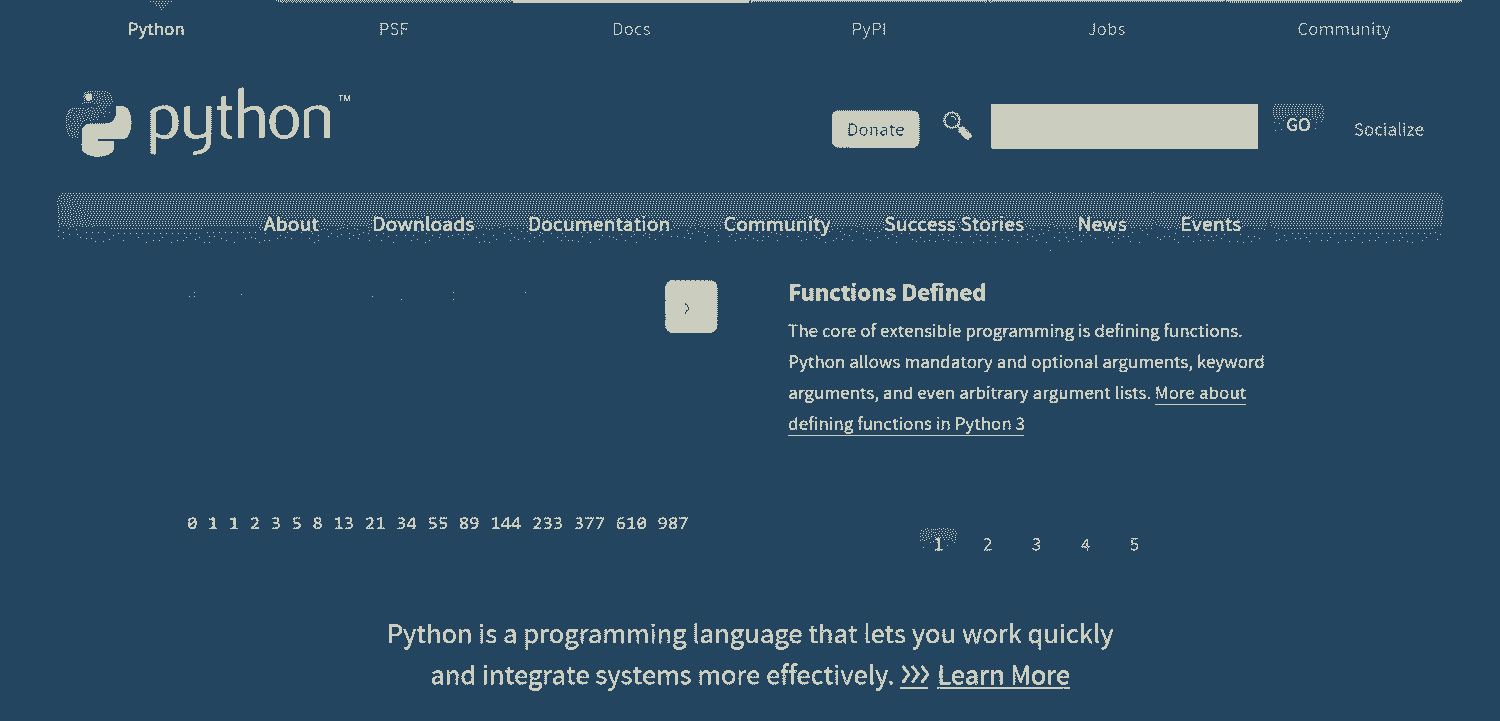 Python PSF Docs PyPI Jobs Community
python™
Donate GO Socialize
About Downloads Documentation Community Success Stories News Events
>
Functions Defined
The core of extensible programming is defining functions.
Python allows mandatory and optional arguments, keyword
arguments, and even arbitrary argument lists. More about
defining functions in Python 3
0 1 1 2 3 5 8 13 21 34 55 89 144 233 377 610 987
1 2 3 4 5
Python is a programming language that lets you work quickly
and integrate systems more effectively. >>> Learn More